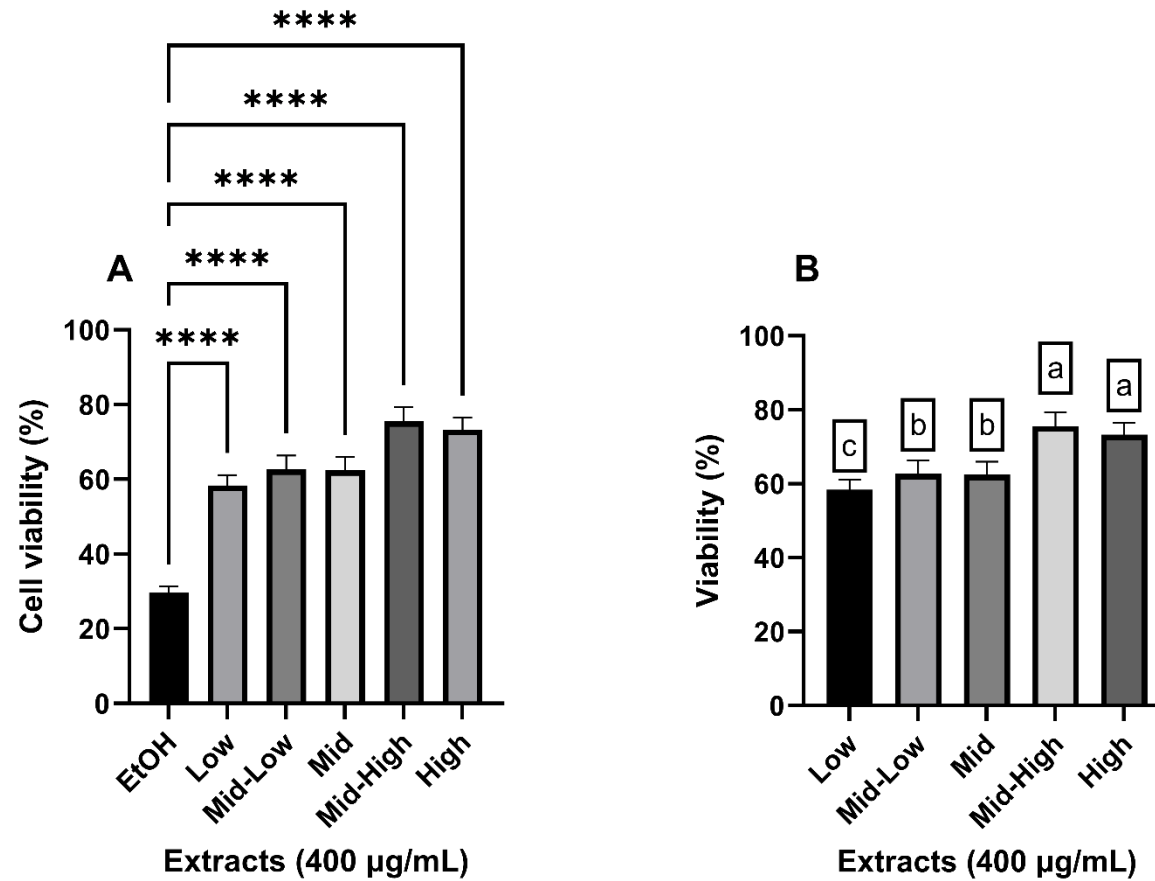 ****
****
****
****
****
A
100
80
60
40
20
0
Cell viability (%)
EtOH
Low
Mid-Low
Mid
Mid-High
High
Extracts (400 µg/mL)
B
100
80
60
40
20
0
Viability (%)
c
b
b
a
a
Low
Mid-Low
Mid
Mid-High
High
Extracts (400 µg/mL)